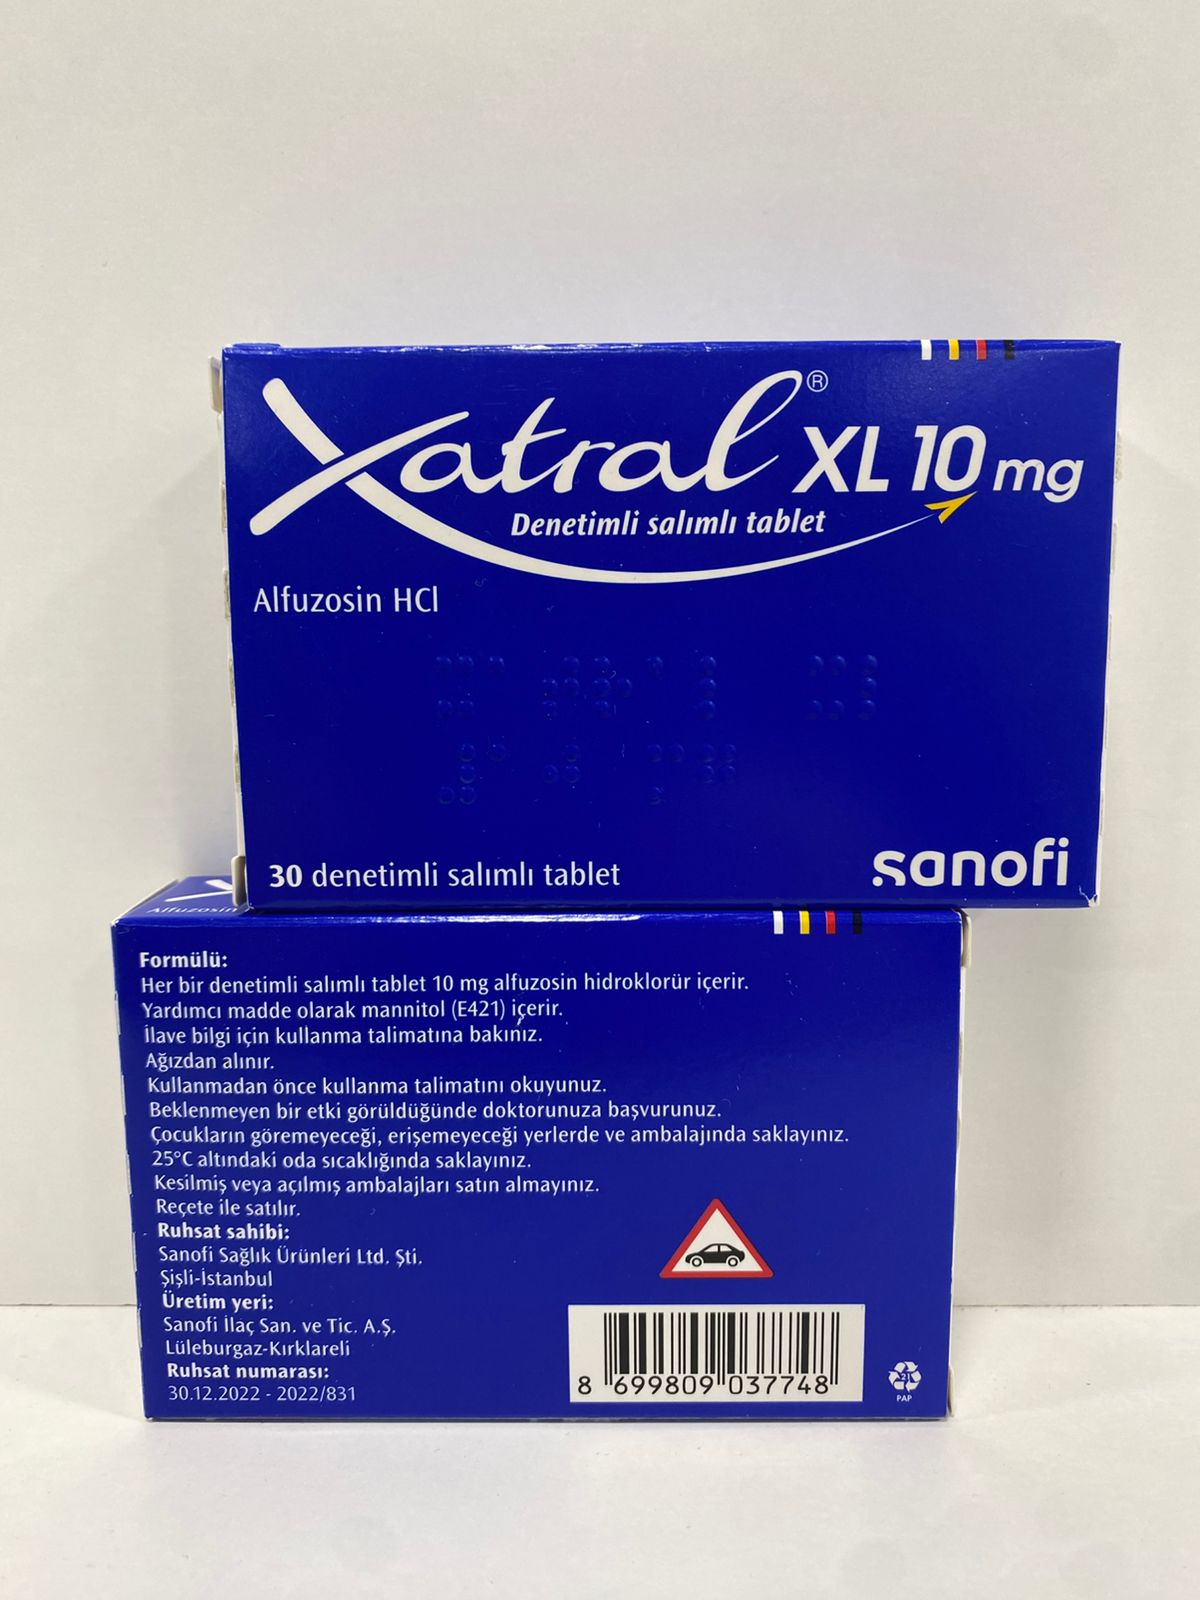 Xatral® XL 10 mg
Denetimli salımlı tablet
Alfuzosin HCl
30 denetimli salımlı tablet
sanofi
Alfuzosin
Formülü:
Her bir denetimli salımlı tablet 10 mg alfuzosin hidroklorür içerir.
Yardımcı madde olarak mannitol (E421) içerir.
İlave bilgi için kullanma talimatına bakınız.
Ağızdan alınır.
Kullanmadan önce kullanma talimatını okuyunuz.
Beklenmeyen bir etki görüldüğünde doktorunuza başvurunuz.
Çocukların göremeyeceği, erişemeyeceği yerlerde ve ambalajında saklayınız.
25°C altındaki oda sıcaklığında saklayınız.
Kesilmiş veya açılmış ambalajları satın almayınız.
Reçete ile satılır.
Ruhsat sahibi:
Sanofi Sağlık Ürünleri Ltd. Şti.
Şişli-İstanbul
Üretim yeri:
Sanofi İlaç San. ve Tic. A.Ş.
Lüleburgaz-Kırklareli
Ruhsat numarası:
30.12.2022 - 2022/831
8 699809 037748
21
PAP